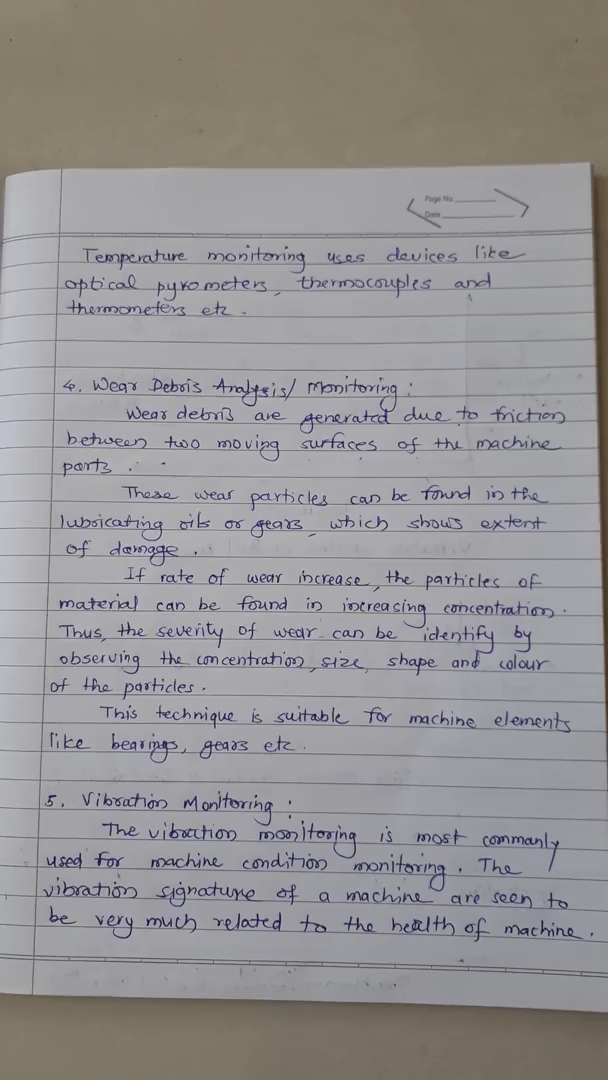 Page No.
Date
Temperature monitoring uses devices like
optical pyrometers, thermocouples and
thermometers etc.
4. Wear Debris Analysis/ Monitoring :
Wear debris are generated due to friction
between two moving surfaces of the machine
parts.
These wear particles can be found in the
lubricating oils or gears, which shows extent
of damage.
If rate of wear increase, the particles of
material can be found in increasing concentration.
Thus, the severity of wear can be identify by
observing the concentration, size, shape and colour
of the particles.
This technique is suitable for machine elements
like bearings, gears etc.
5. Vibration Monitoring :
The vibration monitoring is most commanly
used for machine condition monitoring. The
vibration signature of a machine are seen to
be very much related to the health of machine.